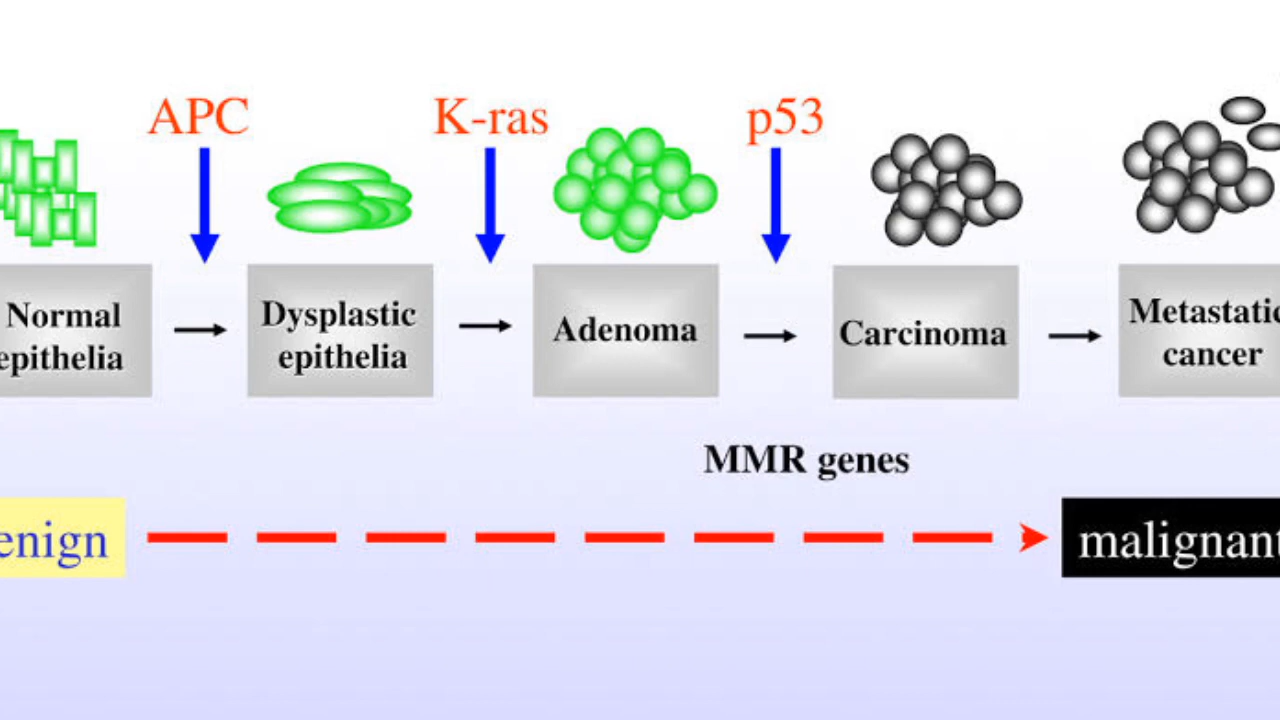 APC
K-ras
p53
Normal
epithelia
Dysplastic
epithelia
Adenoma
Carcinoma
Metastatic
cancer
MMR genes
enign
malignant